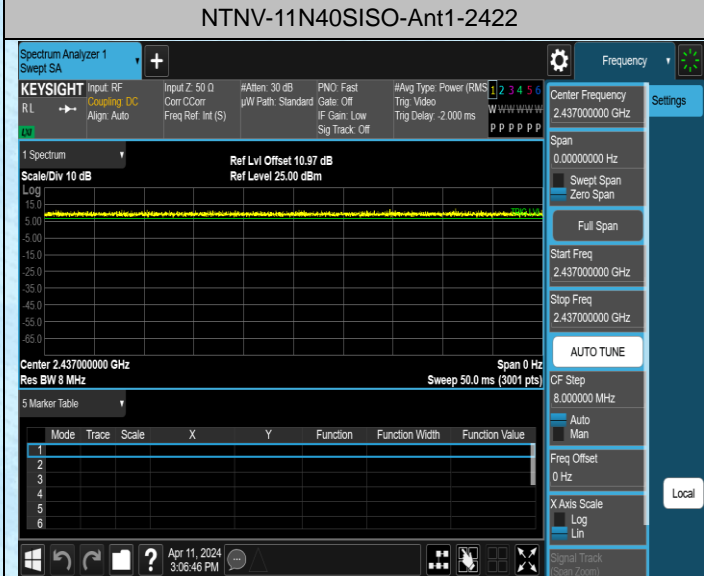 NTNV-11N40SISO-Ant1-2422
Spectrum Analyzer 1
Swept SA
Frequency
KEYSIGHT
RL
LVI
Input: RF
Coupling: DC
Align: Auto
Input Z: 50 Ω
Corr CCorr
Freq Ref: Int (S)
#Atten: 30 dB
µW Path: Standard
PNO: Fast
Gate: Off
IF Gain: Low
Sig Track: Off
#Avg Type: Power (RMS
Trig: Video
Trig Delay: -2.000 ms
1 2 3 4 5 6
W W W W W W
P P P P P P
Settings
Center Frequency
2.437000000 GHz
Span
0.00000000 Hz
Swept Span
Zero Span
Full Span
Start Freq
2.437000000 GHz
Stop Freq
2.437000000 GHz
AUTO TUNE
CF Step
8.000000 MHz
Auto
Man
Freq Offset
0 Hz
X Axis Scale
Log
Lin
Signal Track
(Span Zoom)
Local
1 Spectrum
Scale/Div 10 dB
Ref Lvl Offset 10.97 dB
Ref Level 25.00 dBm
Log
15.0
5.00
-5.00
-15.0
-25.0
-35.0
-45.0
-55.0
-65.0
TRIG LVL
Center 2.437000000 GHz
Span 0 Hz
Res BW 8 MHz
Sweep 50.0 ms (3001 pts)
5 Marker Table
Mode Trace Scale X Y Function Function Width Function Value
1
2
3
4
5
6
?
Apr 11, 2024
3:06:46 PM